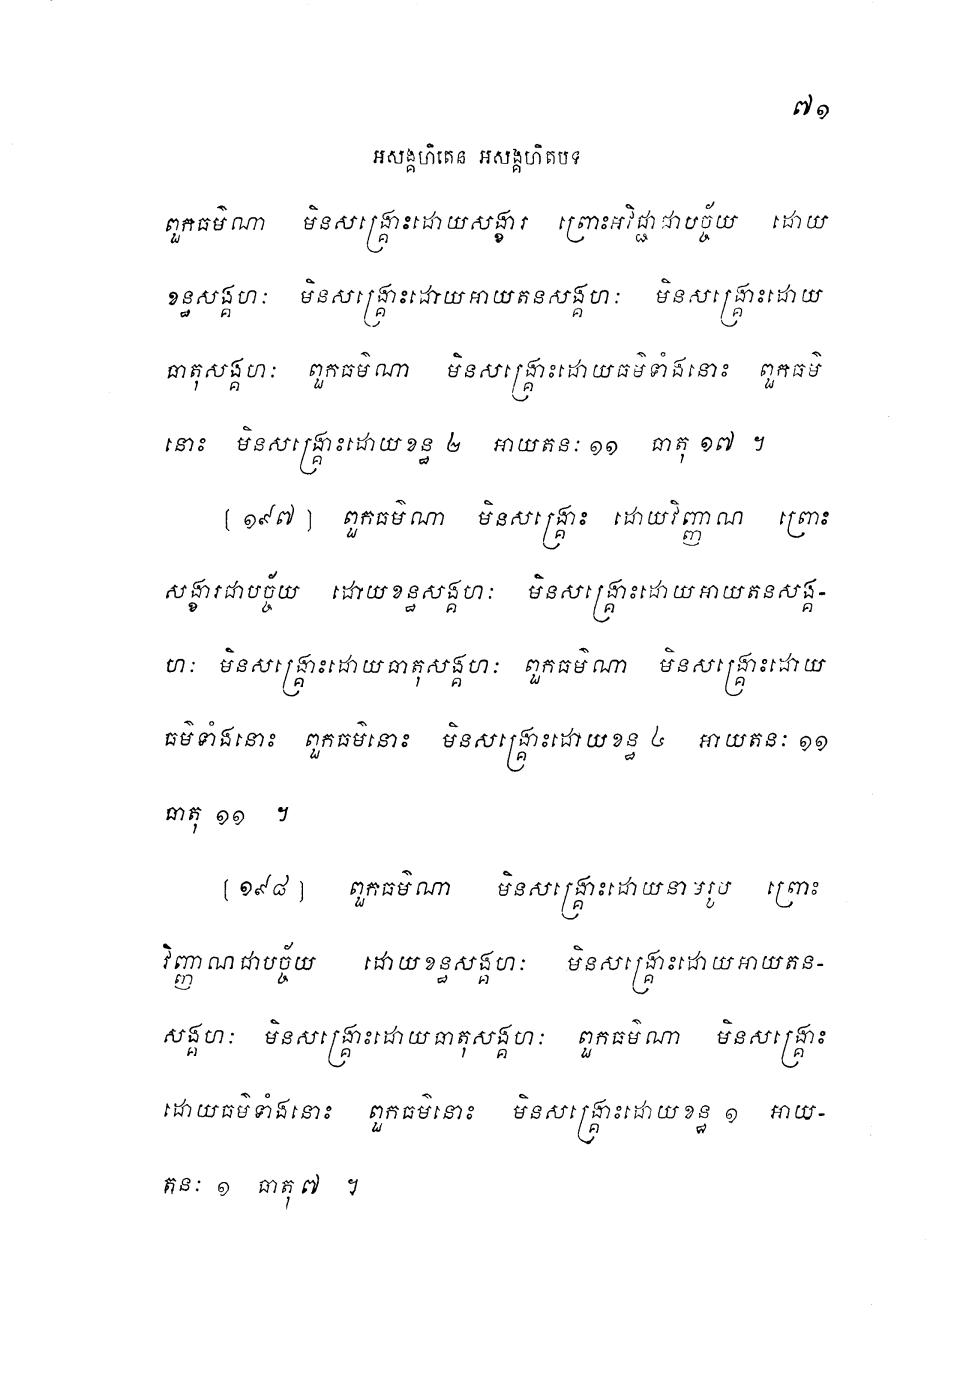 ៧១
អសង្គហិតេន អសង្គហិតបទ
ពួកធម៌ណា មិនសង្គ្រោះដោយសង្ខារ ព្រោះអវិជ្ជាជាបច្ច័យ ដោយ
ខន្ធសង្គហៈ មិនសង្គ្រោះដោយអាយតនសង្គហៈ មិនសង្គ្រោះដោយ
ធាតុសង្គហៈ ពួកធម៌ណា មិនសង្គ្រោះដោយធម៌ទាំងនោះ ពួកធម៌
នោះ មិនសង្គ្រោះដោយខន្ធ ៤ អាយតនៈ ១១ ធាតុ ១៧ ។
[ ១៩៧ ] ពួកធម៌ណា មិនសង្គ្រោះ ដោយវិញ្ញាណ ព្រោះ
សង្ខារជាបច្ច័យ ដោយខន្ធសង្គហៈ មិនសង្គ្រោះដោយអាយតនសង្គ-
ហៈ មិនសង្គ្រោះដោយធាតុសង្គហៈ ពួកធម៌ណា មិនសង្គ្រោះដោយ
ធម៌ទាំងនោះ ពួកធម៌នោះ មិនសង្គ្រោះដោយខន្ធ ៤ អាយតនៈ ១១
ធាតុ ១១ ។
[ ១៩៨ ] ពួកធម៌ណា មិនសង្គ្រោះដោយនាមរូប ព្រោះ
វិញ្ញាណជាបច្ច័យ ដោយខន្ធសង្គហៈ មិនសង្គ្រោះដោយអាយតន-
សង្គហៈ មិនសង្គ្រោះដោយធាតុសង្គហៈ ពួកធម៌ណា មិនសង្គ្រោះ
ដោយធម៌ទាំងនោះ ពួកធម៌នោះ មិនសង្គ្រោះដោយខន្ធ ១ អាយ-
តនៈ ១ ធាតុ ៧ ។